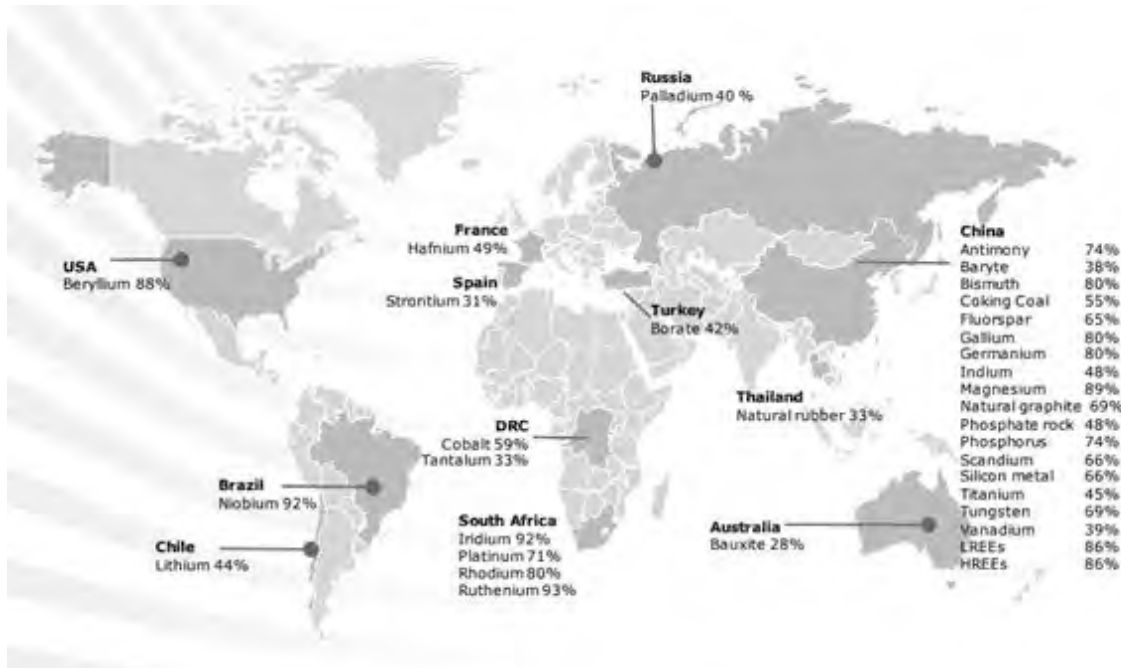 Russia
Palladium 40 %
France
Hafnium 49%
USA
Beryllium 88%
Spain
Strontium 31%
Turkey
Borate 42%
China
Antimony 74%
Baryte 38%
Bismuth 80%
Coking Coal 55%
Fluorspar 65%
Gallium 80%
Germanium 80%
Indium 48%
Magnesium 89%
Natural graphite 69%
Phosphate rock 48%
Phosphorus 74%
Scandium 66%
Silicon metal 66%
Titanium 45%
Tungsten 69%
Vanadium 39%
LREEs 86%
HREEs 86%
Thailand
Natural rubber 33%
DRC
Cobalt 59%
Tantalum 33%
Brazil
Niobium 92%
Chile
Lithium 44%
South Africa
Iridium 92%
Platinum 71%
Rhodium 80%
Ruthenium 93%
Australia
Bauxite 28%